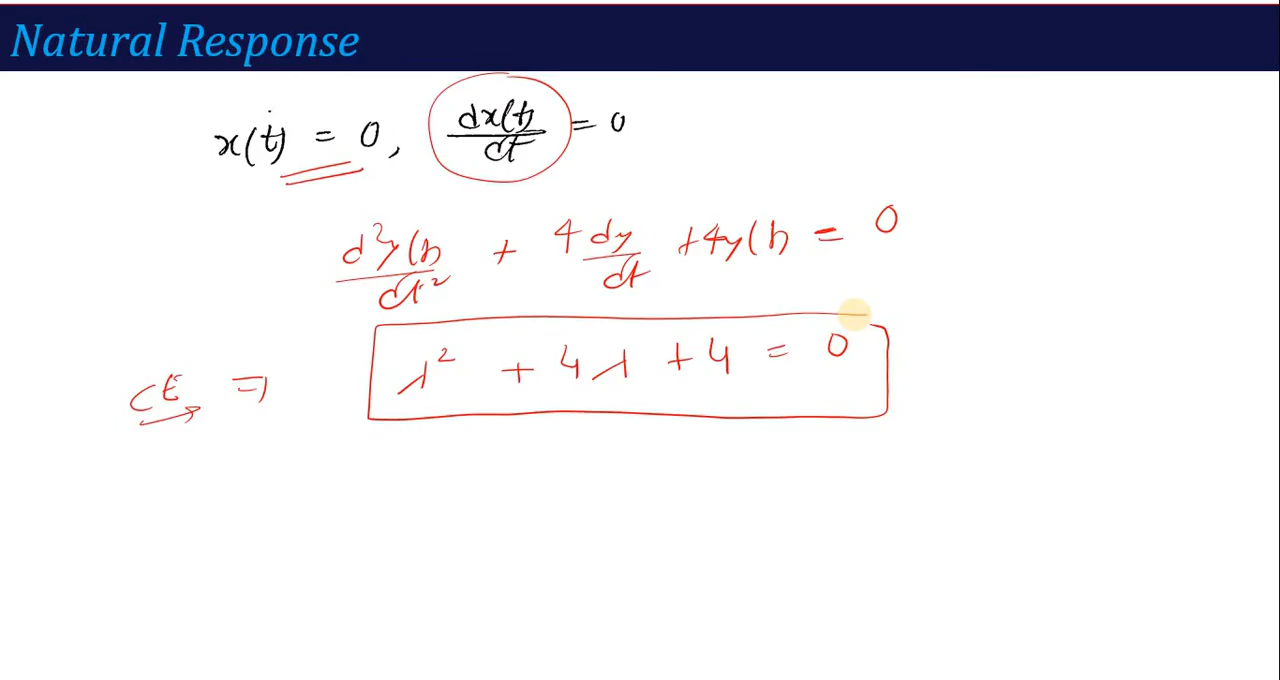 Natural Response
x(t) = 0, dx(t)/dt = 0
d²y(t)/dt² + 4 dy/dt + 4y(t) = 0
CE ⇒ λ² + 4λ + 4 = 0